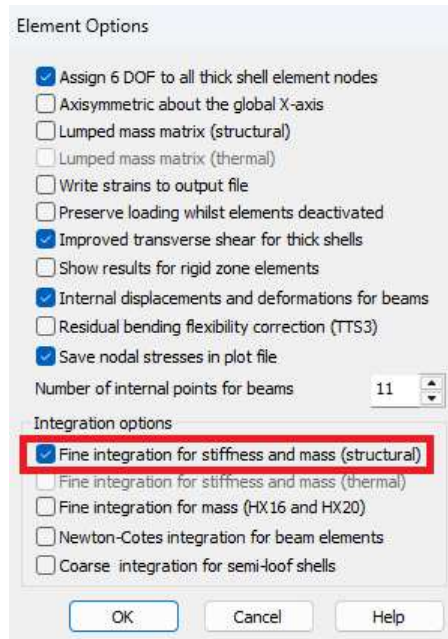 Element Options
Assign 6 DOF to all thick shell element nodes
Axisymmetric about the global X-axis
Lumped mass matrix (structural)
Lumped mass matrix (thermal)
Write strains to output file
Preserve loading whilst elements deactivated
Improved transverse shear for thick shells
Show results for rigid zone elements
Internal displacements and deformations for beams
Residual bending flexibility correction (TTS3)
Save nodal stresses in plot file
Number of internal points for beams 11
Integration options
Fine integration for stiffness and mass (structural)
Fine integration for stiffness and mass (thermal)
Fine integration for mass (HX16 and HX20)
Newton-Cotes integration for beam elements
Coarse integration for semi-loof shells
OK Cancel Help